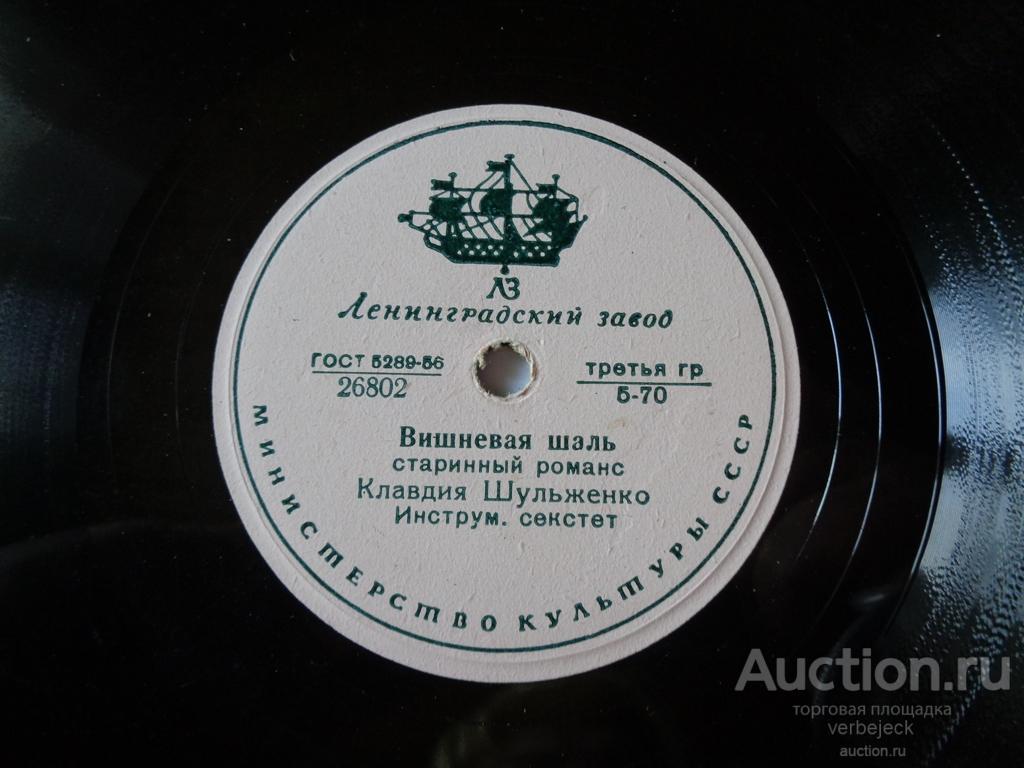 ЛЗ
Ленинградский завод
ГОСТ 5289-56
26802
третья гр
5-70
Вишневая шаль
старинный романс
Клавдия Шульженко
Инструм. секстет
МИНИСТЕРСТВО КУЛЬТУРЫ СССР
Auction.ru
торговая площадка
verbejeck
auction.ru